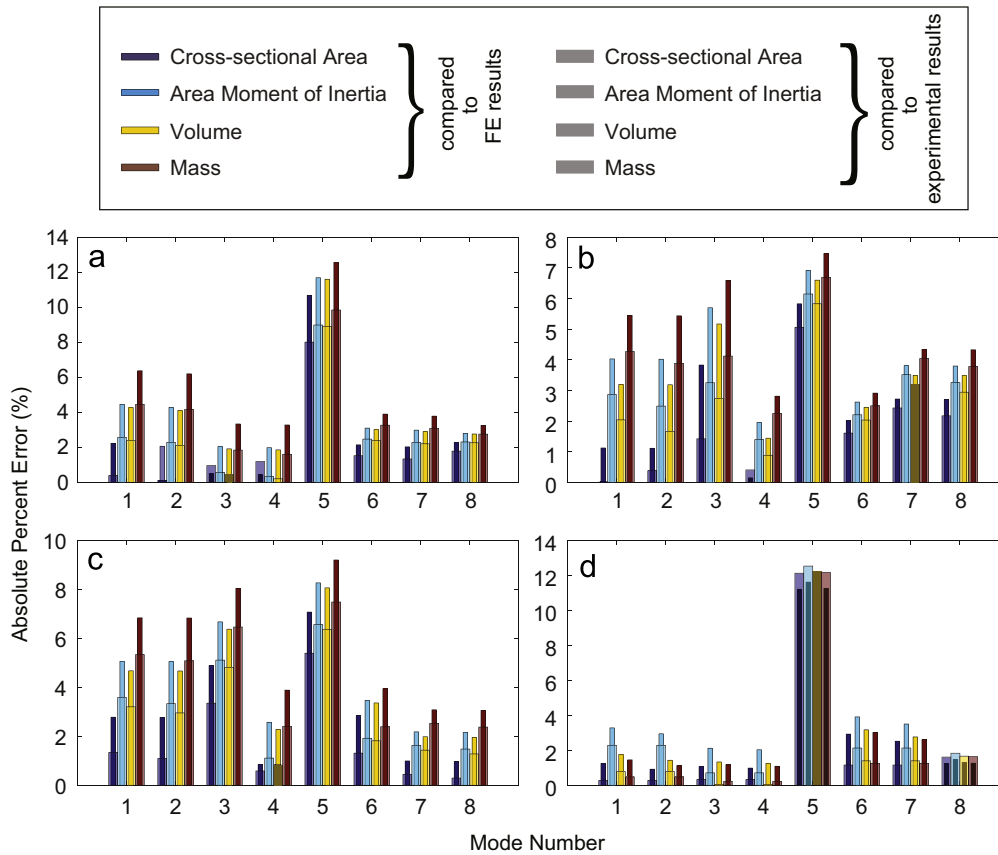 Cross-sectional Area
Area Moment of Inertia
Volume
Mass
compared
to
FE results
Cross-sectional Area
Area Moment of Inertia
Volume
Mass
compared
to
experimental results
Absolute Percent Error (%)
a
14
12
10
8
6
4
2
0
1 2 3 4 5 6 7 8
b
8
7
6
5
4
3
2
1
0
1 2 3 4 5 6 7 8
c
10
8
6
4
2
0
1 2 3 4 5 6 7 8
d
14
12
10
8
6
4
2
0
1 2 3 4 5 6 7 8
Mode Number